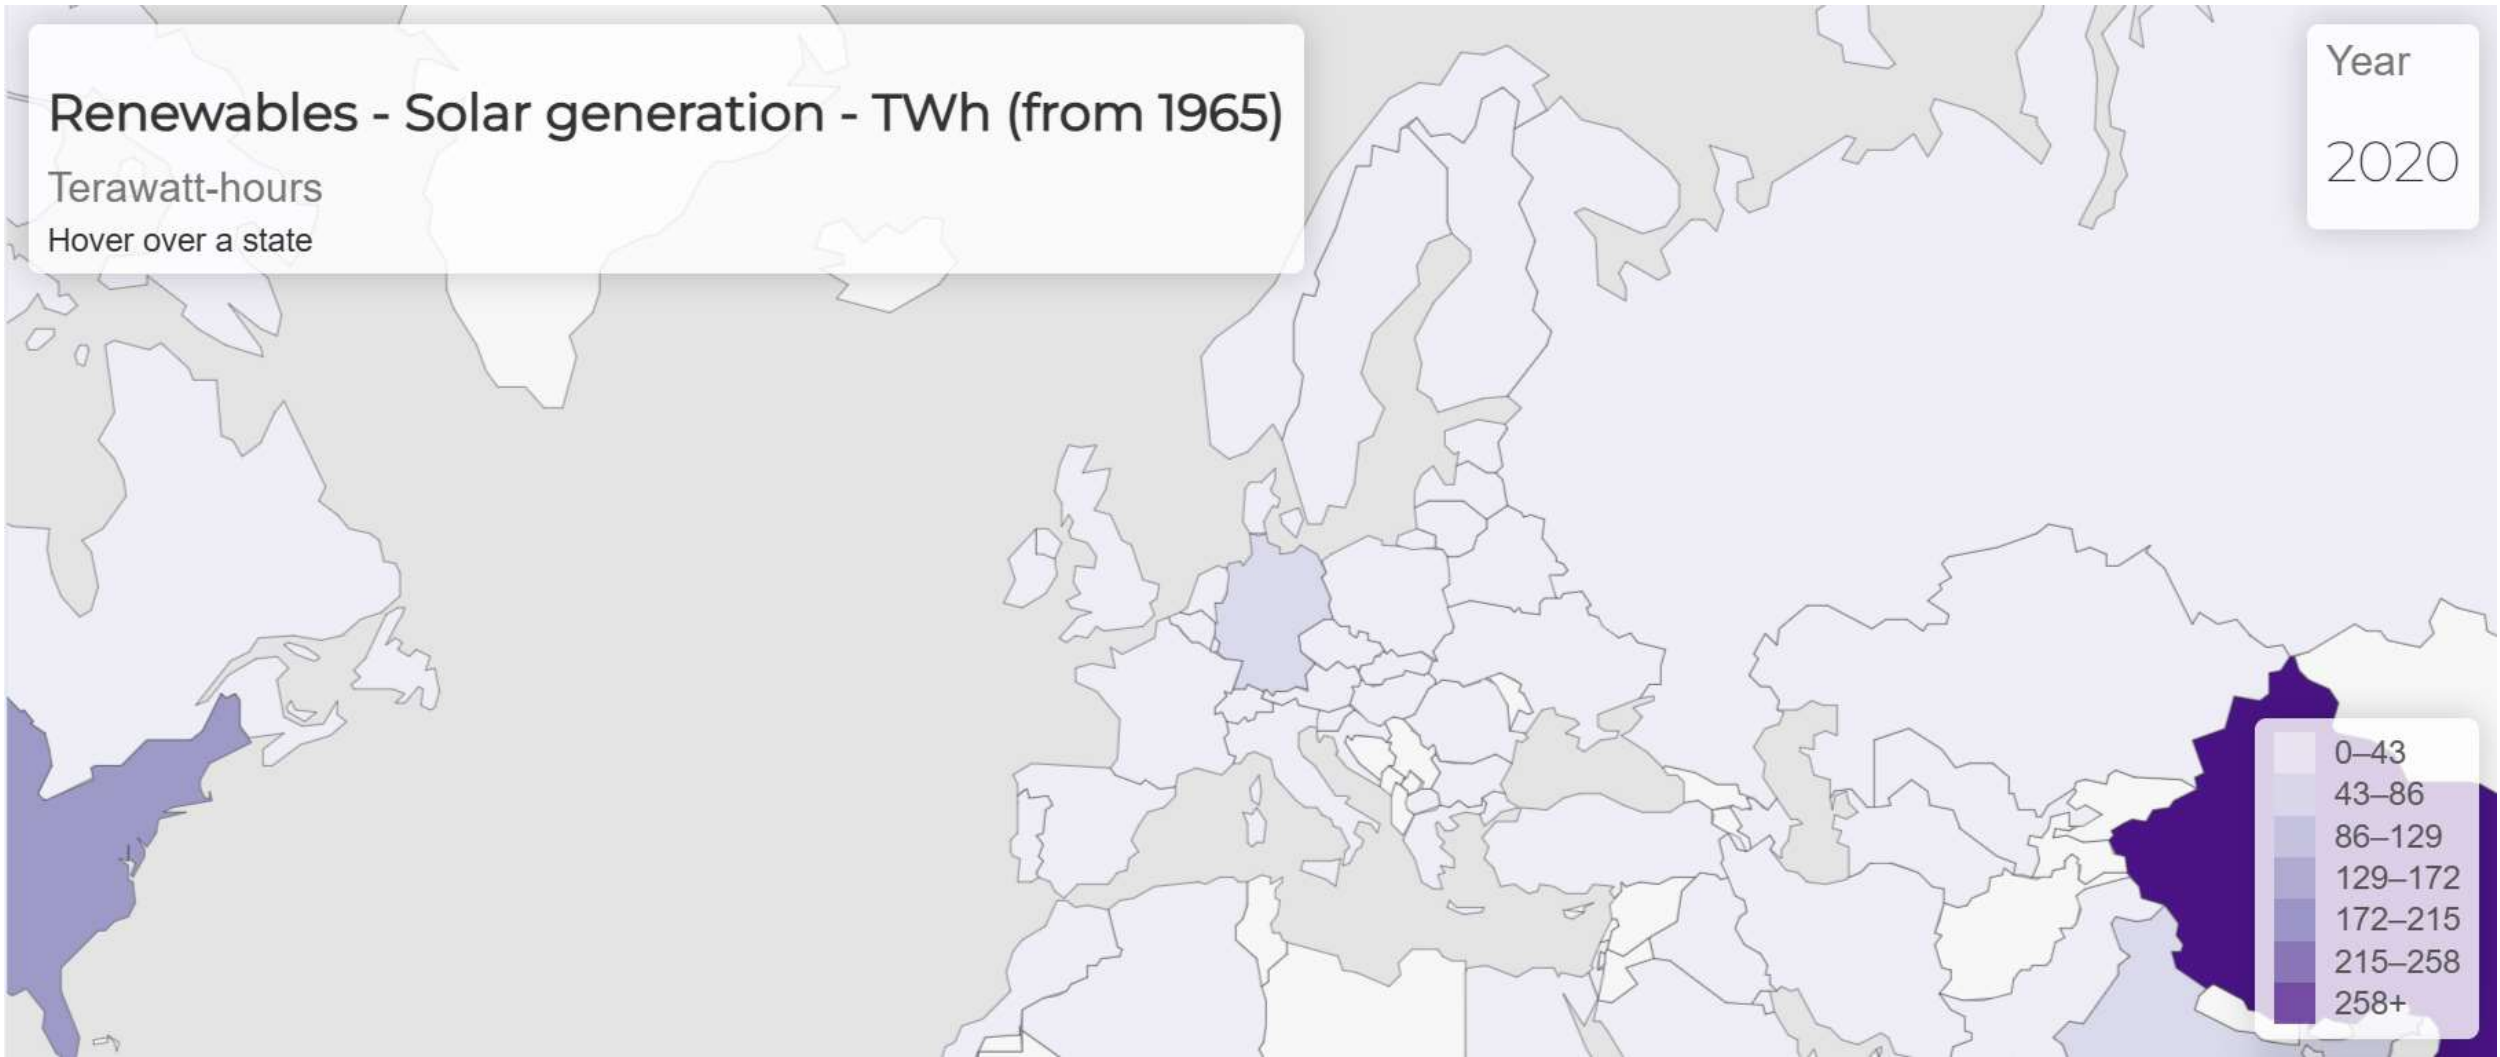 Renewables - Solar generation - TWh (from 1965)
Terawatt-hours
Hover over a state
Year
2020
0–43
43–86
86–129
129–172
172–215
215–258
258+